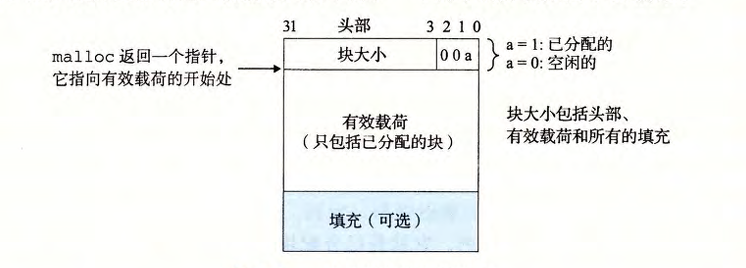 31 头部 3 2 1 0
块大小 0 0 a
a = 1: 已分配的
a = 0: 空闲的
malloc 返回一个指针，
它指向有效载荷的开始处
有效载荷
（只包括已分配的块）
块大小包括头部、
有效载荷和所有的填充
填充（可选）